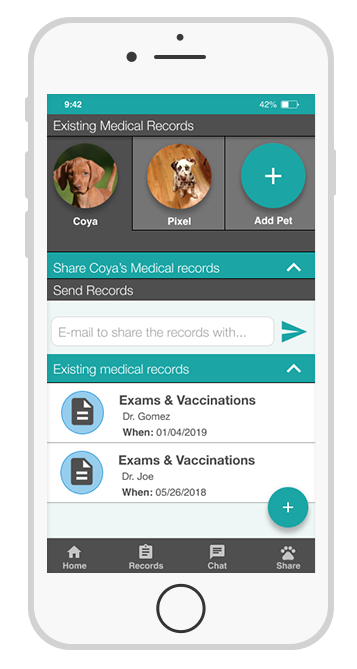 9:42 42%
Existing Medical Records
Coya Pixel Add Pet
Share Coya's Medical records
Send Records
E-mail to share the records with...
Existing medical records
Exams & Vaccinations
Dr. Gomez
When: 01/04/2019
Exams & Vaccinations
Dr. Joe
When: 05/26/2018
Home Records Chat Share